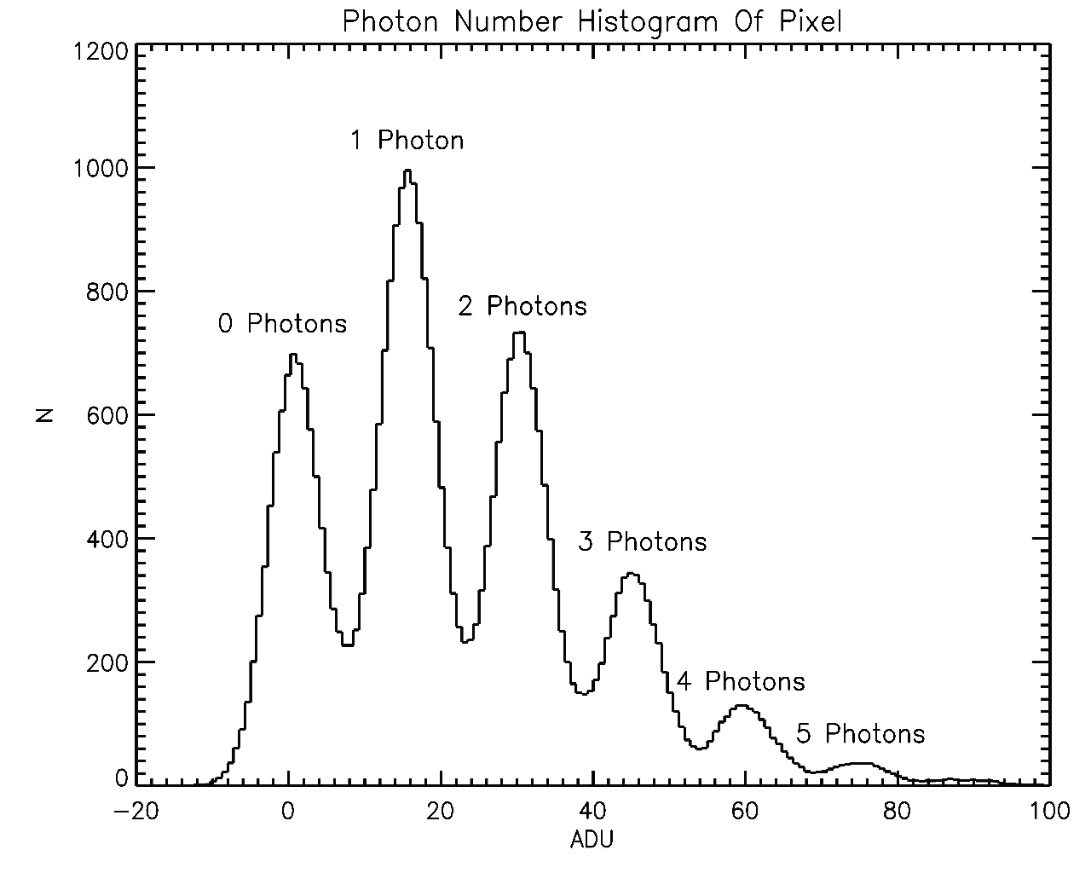 Photon Number Histogram Of Pixel
1200
1 Photon
1000
2 Photons
800
0 Photons
N
600
3 Photons
400
4 Photons
200
5 Photons
0
−20 0 20 40 60 80 100
ADU